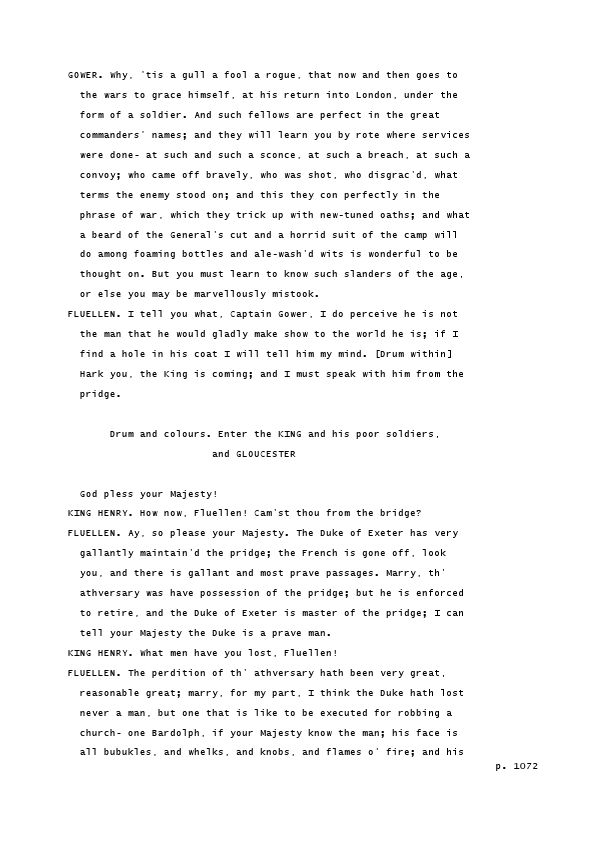 GOWER. Why, 'tis a gull a fool a rogue, that now and then goes to
the wars to grace himself, at his return into London, under the
form of a soldier. And such fellows are perfect in the great
commanders' names; and they will learn you by rote where services
were done- at such and such a sconce, at such a breach, at such a
convoy; who came off bravely, who was shot, who disgrac'd, what
terms the enemy stood on; and this they con perfectly in the
phrase of war, which they trick up with new-tuned oaths; and what
a beard of the General's cut and a horrid suit of the camp will
do among foaming bottles and ale-wash'd wits is wonderful to be
thought on. But you must learn to know such slanders of the age,
or else you may be marvellously mistook.
FLUELLEN. I tell you what, Captain Gower, I do perceive he is not
the man that he would gladly make show to the world he is; if I
find a hole in his coat I will tell him my mind. [Drum within]
Hark you, the King is coming; and I must speak with him from the
pridge.
Drum and colours. Enter the KING and his poor soldiers,
and GLOUCESTER
God pless your Majesty!
KING HENRY. How now, Fluellen! Cam'st thou from the bridge?
FLUELLEN. Ay, so please your Majesty. The Duke of Exeter has very
gallantly maintain'd the pridge; the French is gone off, look
you, and there is gallant and most prave passages. Marry, th'
athversary was have possession of the pridge; but he is enforced
to retire, and the Duke of Exeter is master of the pridge; I can
tell your Majesty the Duke is a prave man.
KING HENRY. What men have you lost, Fluellen!
FLUELLEN. The perdition of th' athversary hath been very great,
reasonable great; marry, for my part, I think the Duke hath lost
never a man, but one that is like to be executed for robbing a
church- one Bardolph, if your Majesty know the man; his face is
all bubukles, and whelks, and knobs, and flames o' fire; and his
p. 1072